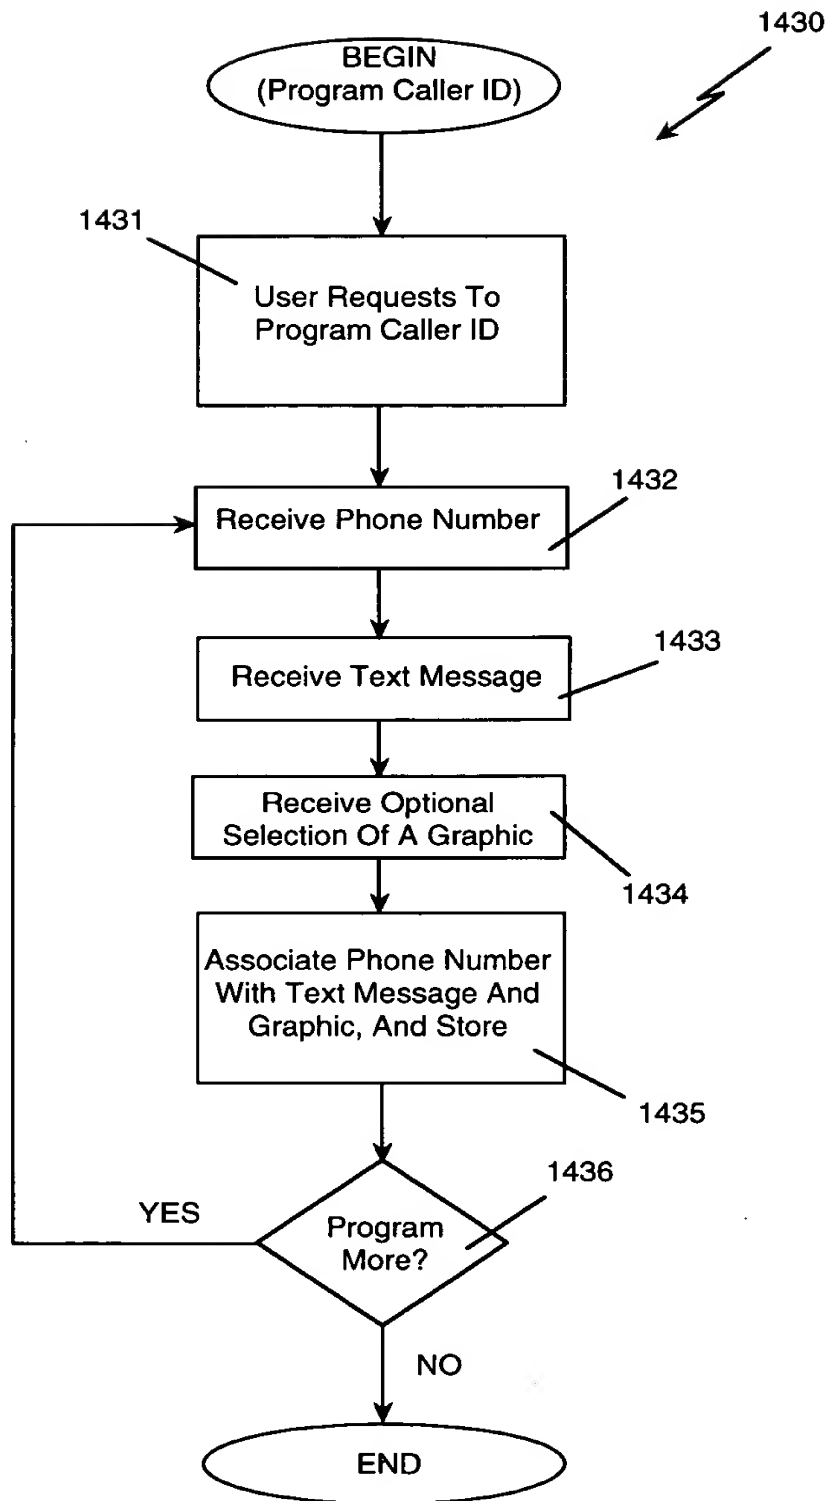 1430
BEGIN
(Program Caller ID)
1431
User Requests To
Program Caller ID
1432
Receive Phone Number
1433
Receive Text Message
Receive Optional
Selection Of A Graphic
1434
Associate Phone Number
With Text Message And
Graphic, And Store
1435
1436
YES
Program
More?
NO
END